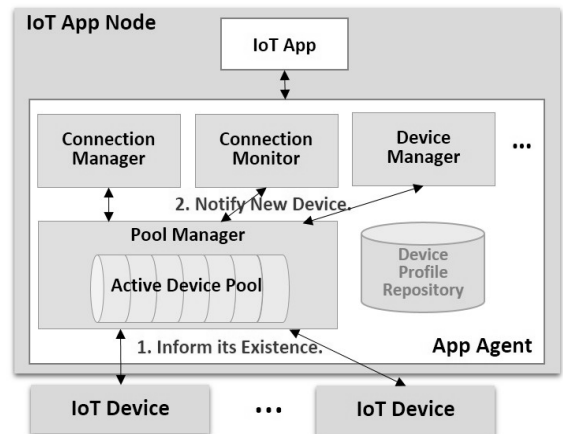 IoT App Node
IoT App
Connection
Manager
Connection
Monitor
Device
Manager
...
2. Notify New Device.
Pool Manager
Active Device Pool
Device
Profile
Repository
1. Inform its Existence.
App Agent
IoT Device
...
IoT Device